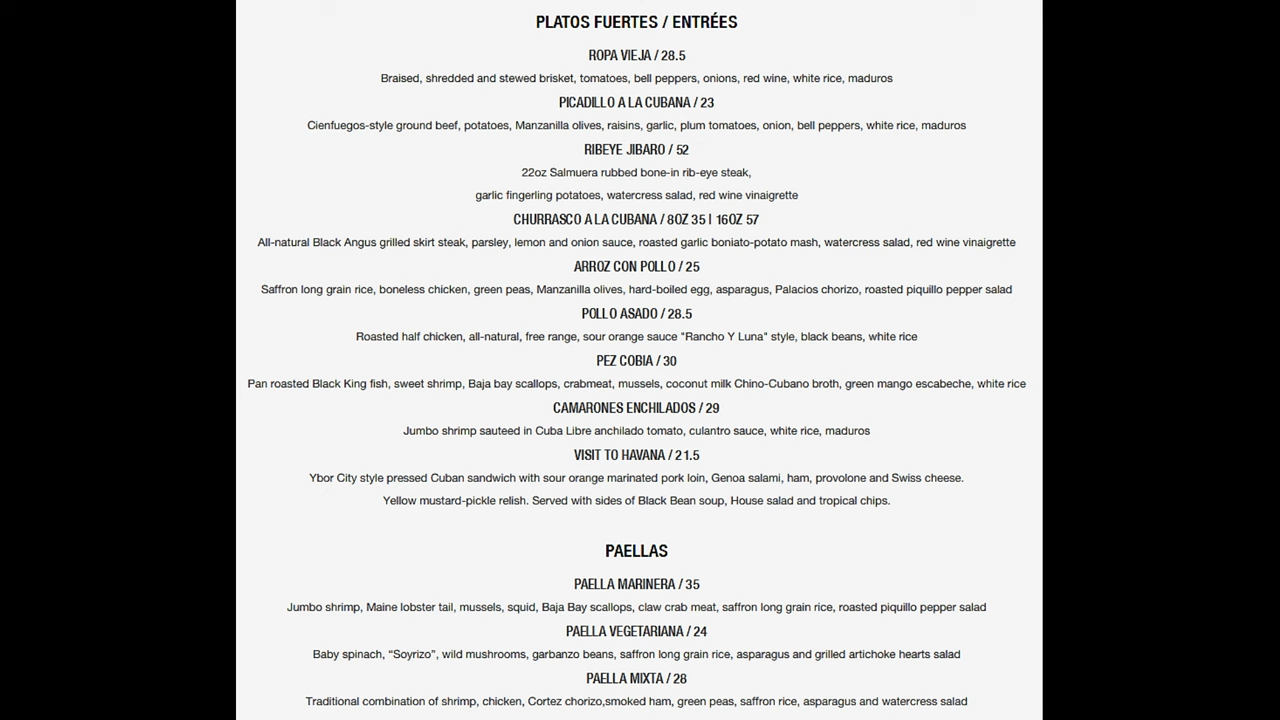 PLATOS FUERTES / ENTRÉES
ROPA VIEJA / 28.5
Braised, shredded and stewed brisket, tomatoes, bell peppers, onions, red wine, white rice, maduros
PICADILLO A LA CUBANA / 23
Cienfuegos-style ground beef, potatoes, Manzanilla olives, raisins, garlic, plum tomatoes, onion, bell peppers, white rice, maduros
RIBEYE JIBARO / 52
22oz Salmuera rubbed bone-in rib-eye steak,
garlic fingerling potatoes, watercress salad, red wine vinaigrette
CHURRASCO A LA CUBANA / 8OZ 35 | 16OZ 57
All-natural Black Angus grilled skirt steak, parsley, lemon and onion sauce, roasted garlic boniato-potato mash, watercress salad, red wine vinaigrette
ARROZ CON POLLO / 25
Saffron long grain rice, boneless chicken, green peas, Manzanilla olives, hard-boiled egg, asparagus, Palacios chorizo, roasted piquillo pepper salad
POLLO ASADO / 28.5
Roasted half chicken, all-natural, free range, sour orange sauce "Rancho Y Luna" style, black beans, white rice
PEZ COBIA / 30
Pan roasted Black King fish, sweet shrimp, Baja bay scallops, crabmeat, mussels, coconut milk Chino-Cubano broth, green mango escabeche, white rice
CAMARONES ENCHILADOS / 29
Jumbo shrimp sauteed in Cuba Libre anchilado tomato, culantro sauce, white rice, maduros
VISIT TO HAVANA / 21.5
Ybor City style pressed Cuban sandwich with sour orange marinated pork loin, Genoa salami, ham, provolone and Swiss cheese.
Yellow mustard-pickle relish. Served with sides of Black Bean soup, House salad and tropical chips.
PAELLAS
PAELLA MARINERA / 35
Jumbo shrimp, Maine lobster tail, mussels, squid, Baja Bay scallops, claw crab meat, saffron long grain rice, roasted piquillo pepper salad
PAELLA VEGETARIANA / 24
Baby spinach, “Soyrizo”, wild mushrooms, garbanzo beans, saffron long grain rice, asparagus and grilled artichoke hearts salad
PAELLA MIXTA / 28
Traditional combination of shrimp, chicken, Cortez chorizo,smoked ham, green peas, saffron rice, asparagus and watercress salad